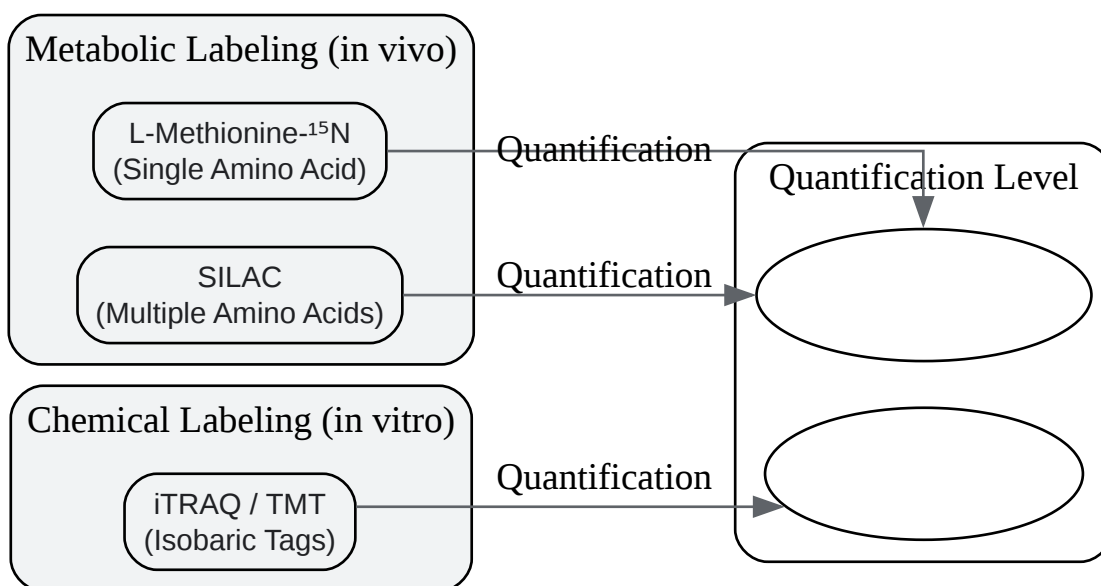 Metabolic Labeling (in vivo)
L-Methionine-¹⁵N
(Single Amino Acid)
SILAC
(Multiple Amino Acids)
Chemical Labeling (in vitro)
iTRAQ / TMT
(Isobaric Tags)
Quantification
Quantification
Quantification
Quantification Level